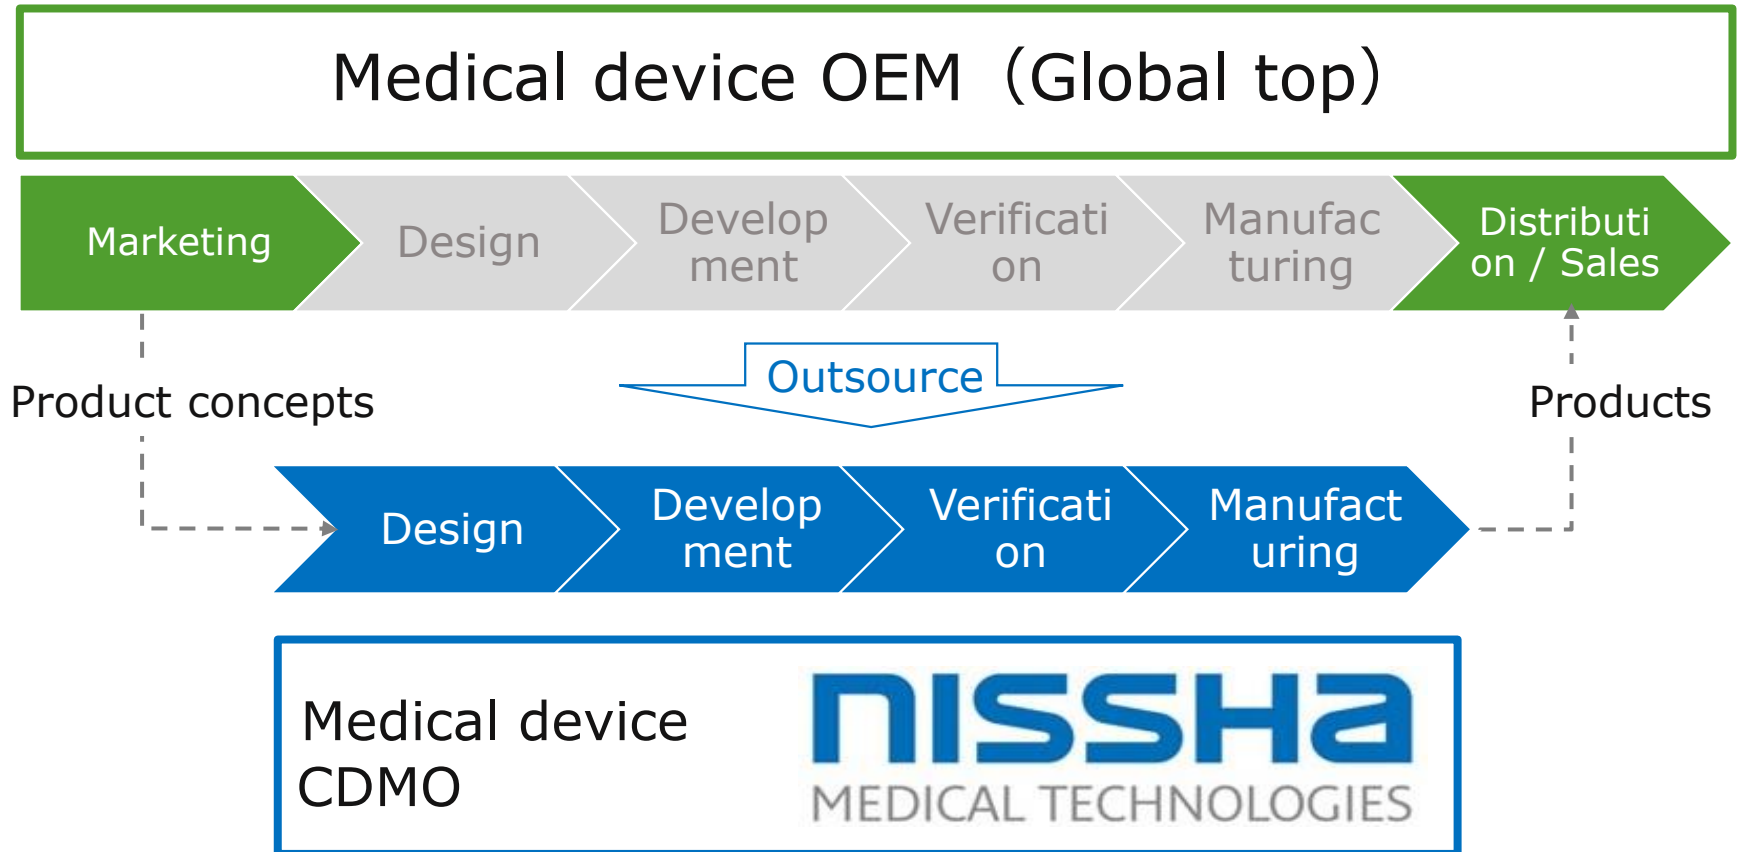 Medical device OEM（Global top）
Marketing
Design
Develop
ment
Verificati
on
Manufac
turing
Distributi
on / Sales
Outsource
Product concepts
Products
Design
Develop
ment
Verificati
on
Manufact
uring
Medical device
CDMO
NISSHA
MEDICAL TECHNOLOGIES